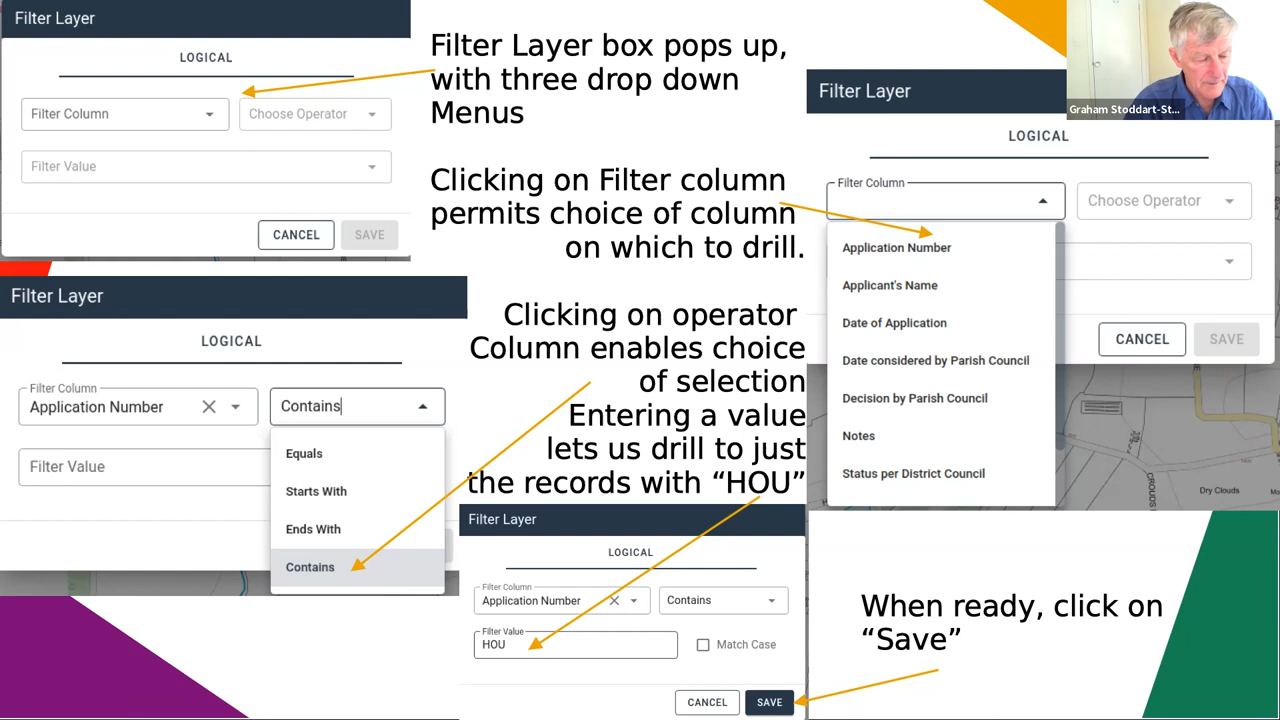 Filter Layer
LOGICAL
Filter Column
Choose Operator
Filter Value
CANCEL
SAVE
Filter Layer box pops up,
with three drop down
Menus
Clicking on Filter column
permits choice of column
on which to drill.
Clicking on operator
Column enables choice
of selection
Entering a value
lets us drill to just
the records with “HOU”
Graham Stoddart-St...
Filter Layer
LOGICAL
Filter Column
Choose Operator
Application Number
Applicant's Name
Date of Application
Date considered by Parish Council
Decision by Parish Council
Notes
Status per District Council
CANCEL
SAVE
Dry Clouds
CROUDS
Filter Layer
LOGICAL
Filter Column
Application Number
Contains
Filter Value
Equals
Starts With
Ends With
Contains
Filter Layer
LOGICAL
Filter Column
Application Number
Contains
Filter Value
HOU
Match Case
CANCEL
SAVE
When ready, click on
“Save”